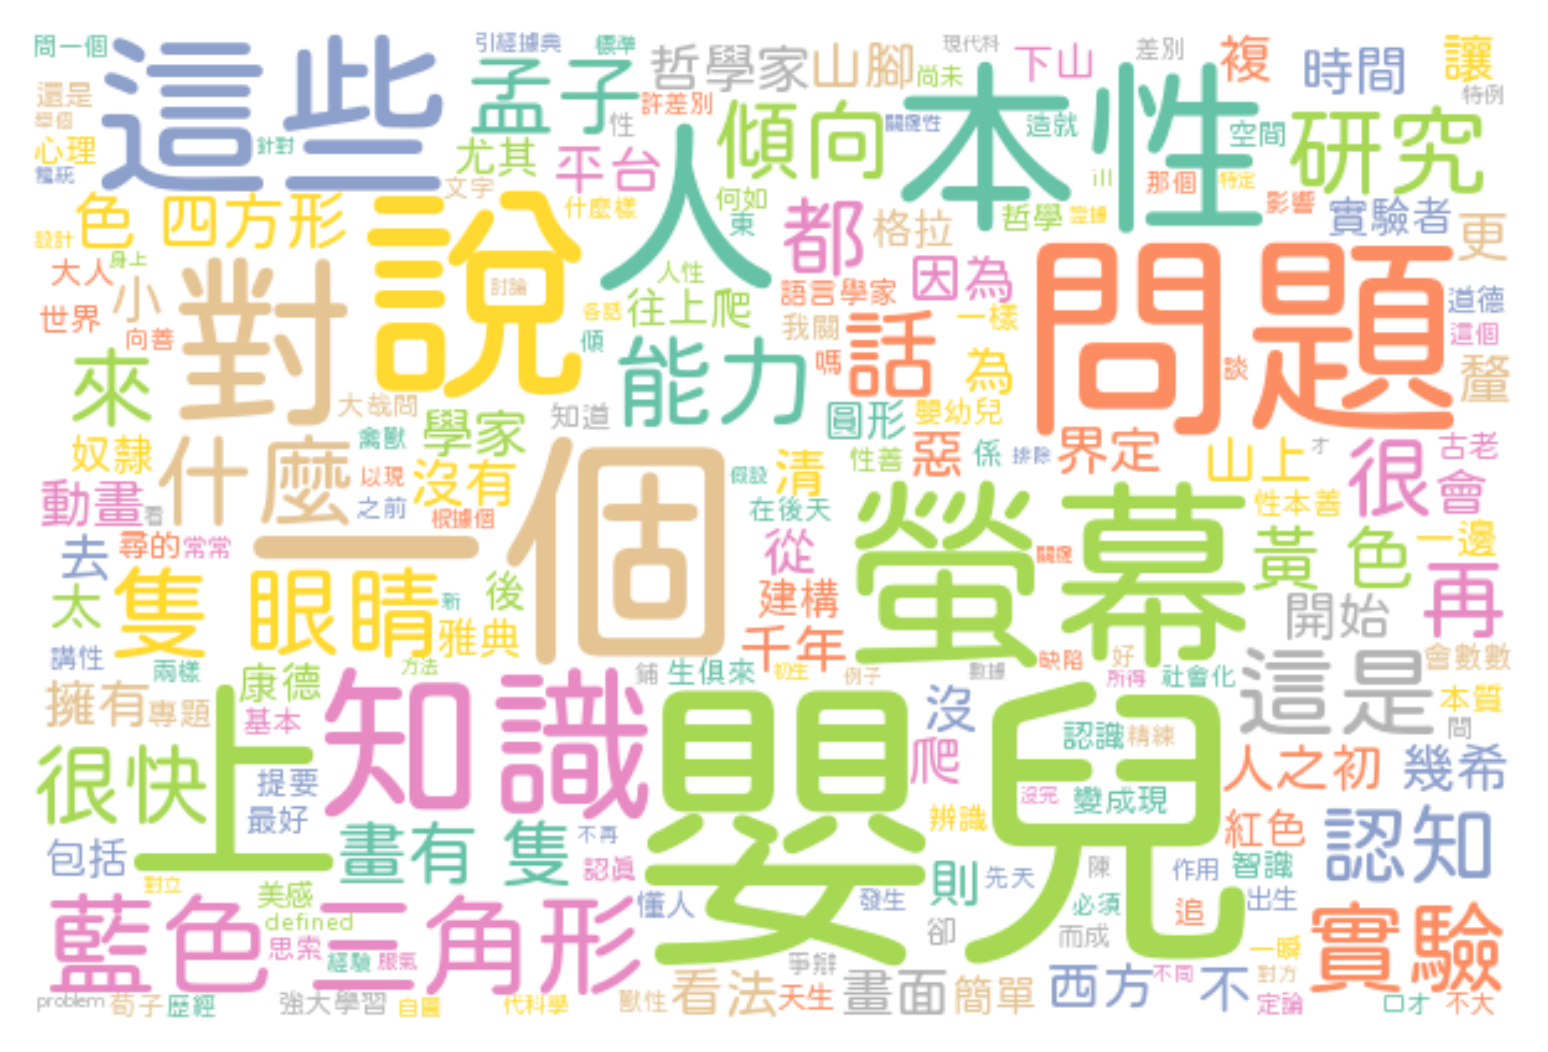 問一個
這些
引經據典
標準
哲學家
山腳
現代科
下山
差別
複
時間
讓
還是
孟子
許差別
尚未
本性
特例
心理
針對
性
傾向
關鍵性
造就
空間
研究
尤其
平台
人
ill
那個
特定
文字
什麼樣
何如
東
都
格拉
哲學
影響
實驗者
更
設計
色
四方形
說
大人
身上
小
對
討論
人性
語言學家
因為
問題
道德
世界
向善
各話
往上爬
我關
話
一樣
這個
來
傾
能力
嗎
為
談
釐
大哉問
知道
圓形
嬰幼兒
奴隸
什麼
禽獸
學家
一個
性善
惡
係
排除
界定
山上
才
很
古老
動畫
看
以現
之前
沒有
根據個
假設
清
在後天
螢幕
性本善
會
去
尋的
常常
從
關鍵
黃色
一邊
太
隻
眼睛
新
後
雅典
建構
開始
再
講性
兩樣
方法
千年
缺陷
好
這是
會數數
擁有
專題
康德
基本
上
知識
鋪
生俱來
初生
例子
數據
所得
社會化
本質
問
很快
提要
最好
嬰兒
沒
爬
認識
精練
人之初
幾希
沒完
變成現
包括
畫有
隻
不再
認真
辨識
紅色
認知
對立
美感
defined
則
先天
陳
作用
智識
藍色
三角形
懂人
發生
必須
追
出生
思索
經驗
服氣
卻
而成
一瞬
實驗
爭辯
problem
荀子
歷經
強大學習
自圖
代科學
獸性
看法
天生
畫面
簡單
西方
不同
不
對方
定論
口才
不大